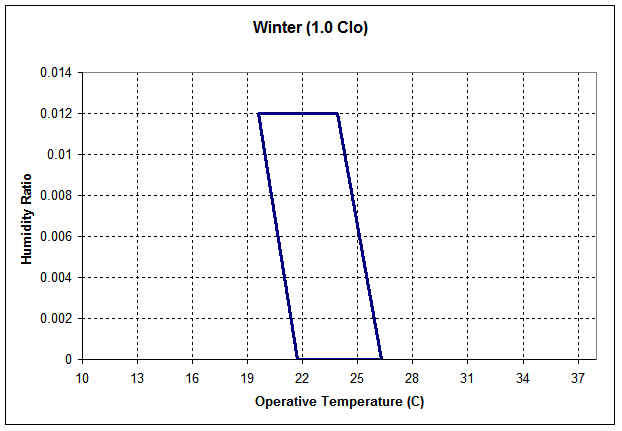 Winter (1.0 Clo)
0.014
0.012
0.01
0.008
0.006
0.004
0.002
0
Humidity Ratio
10 13 16 19 22 25 28 31 34 37
Operative Temperature (C)